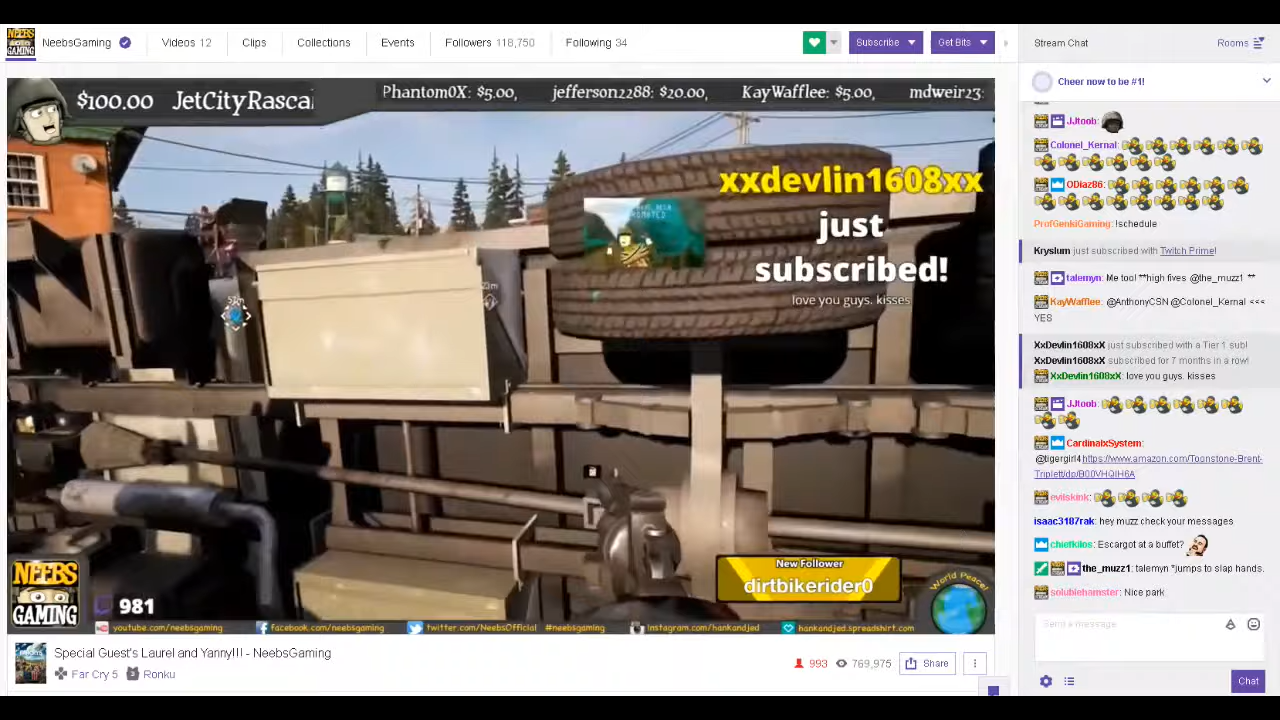 NEEBS GAMING
NeebsGaming
Videos 12
Clips
Collections
Events
Followers 118,750
Following 34
Subscribe
Get Bits
Stream Chat
Rooms
$100.00 JetCityRascal
Phantom0X: $5.00, jefferson2288: $20.00, KayWafflee: $5.00, mdweir23:
xxdevlin1608xx
just
subscribed!
love you guys. kisses
57m
23m
New Follower
dirtbikerider0
World Peace!
NEEBS
GAMING
981
youtube.com/neebsgaming
facebook.com/neebsgaming
twitter.com/NeebsOfficial #neebsgaming
instagram.com/hankandjed
hankandjed.spreadshirt.com
Special Guest's Laurel and Yanny!!! - NeebsGaming
Far Cry 5
Ronku
993
769,975
Share
Cheer now to be #1!
JJtoob:
Colonel_Kernal:
ODiaz86:
ProfGenkiGaming: !schedule
Kryslum just subscribed with Twitch Prime!
talemyn: Me too! **high fives @the_muzz1 **
KayWafflee: @AnthonyCSN @Colonel_Kernal <<<
YES
XxDevlin1608xX just subscribed with a Tier 1 sub!
XxDevlin1608xX subscribed for 7 months in a row!
XxDevlin1608xX: love you guys. kisses
JJtoob:
CardinalxSystem:
@tigergirl4 https://www.amazon.com/Toonstone-Brent-
Triplett/dp/B00VHQIH6A
evilskink:
isaac3187rak: hey muzz check your messages
chiefkilos: Escargot at a buffet?
the_muzz1: talemyn *jumps to slap hands.
solublehamster: Nice park
Send a message
Chat